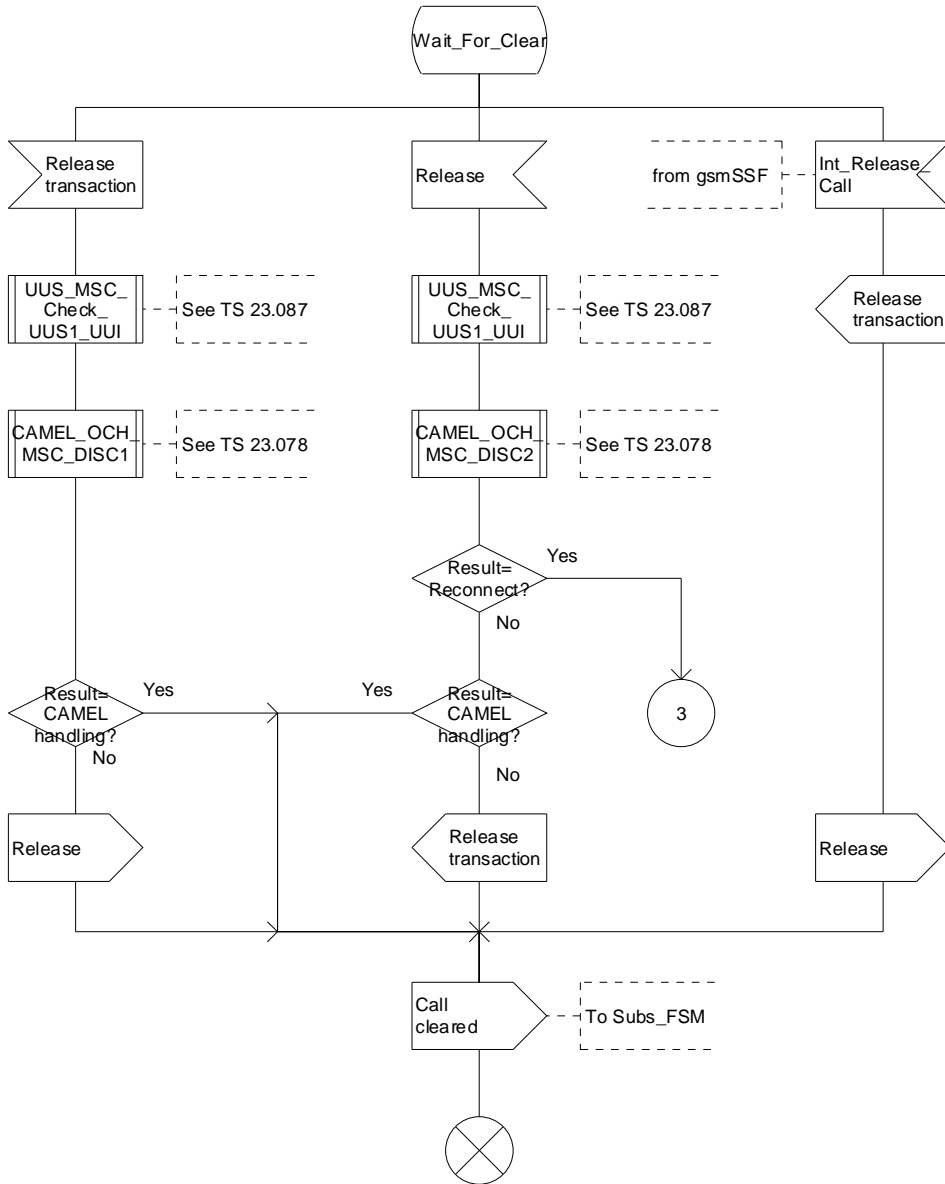 Wait_For_Clear
Release
transaction
Release
from gsmSSF
Int_Release_
Call
UUS_MSC_
Check_
UUS1_UUI
See TS 23.087
UUS_MSC_
Check_
UUS1_UUI
See TS 23.087
Release
transaction
CAMEL_OCH_
MSC_DISC1
See TS 23.078
CAMEL_OCH_
MSC_DISC2
See TS 23.078
Result=
Reconnect?
Yes
No
Result=
CAMEL
handling?
Yes
No
Yes
Result=
CAMEL
handling?
No
3
Release
Release
transaction
Release
Call
cleared
To Subs_FSM